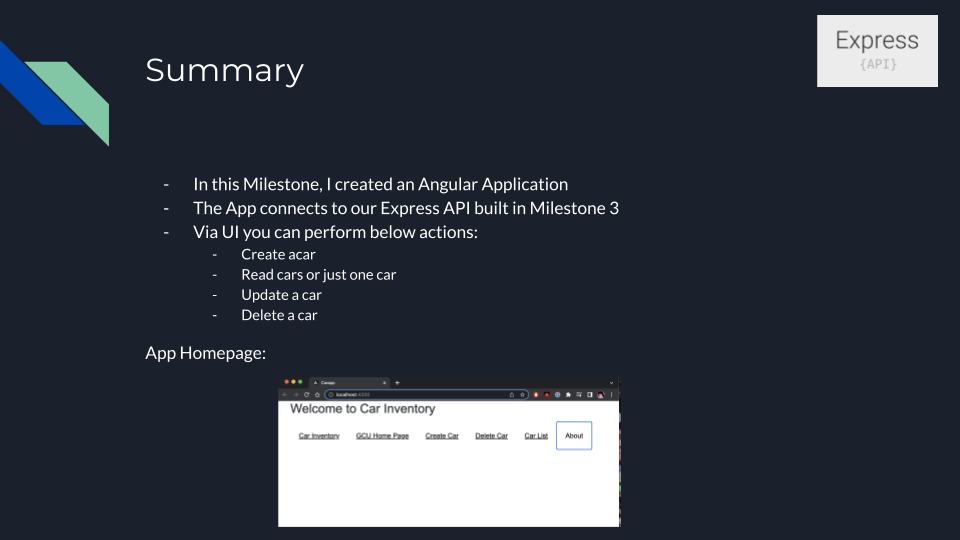 Express
{API}
Summary
- In this Milestone, I created an Angular Application
- The App connects to our Express API built in Milestone 3
- Via UI you can perform below actions:
- Create acar
- Read cars or just one car
- Update a car
- Delete a car
App Homepage:
Carsapp
localhost:4200
Welcome to Car Inventory
Car Inventory GCU Home Page Create Car Delete Car Car List About